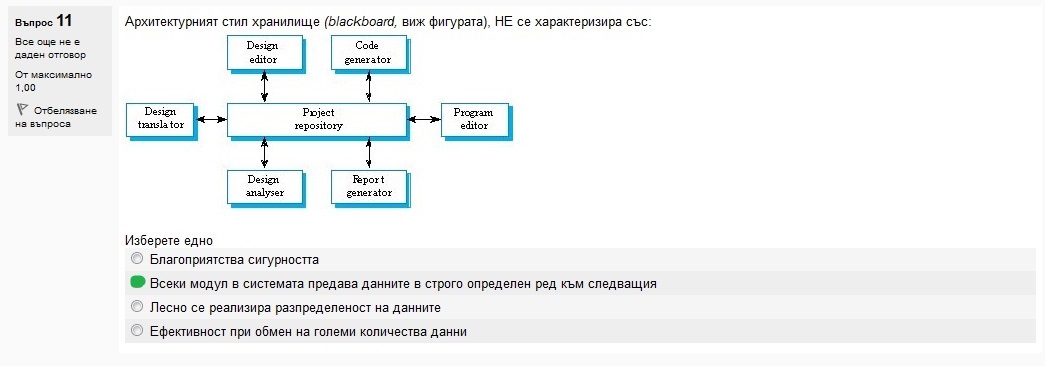 Въпрос 11
Все още не е
даден отговор
От максимално
1,00
Отбелязване
на въпроса
Архитектурният стил хранилище (blackboard, виж фигурата), НЕ се характеризира със:
Design
editor
Code
generator
Design
transla tor
Project
repository
Program
editor
Design
analyser
Repor t
generator
Изберете едно
Благоприятства сигурността
Всеки модул в системата предава данните в строго определен ред към следващия
Лесно се реализира разпределеност на данните
Ефективност при обмен на големи количества данни